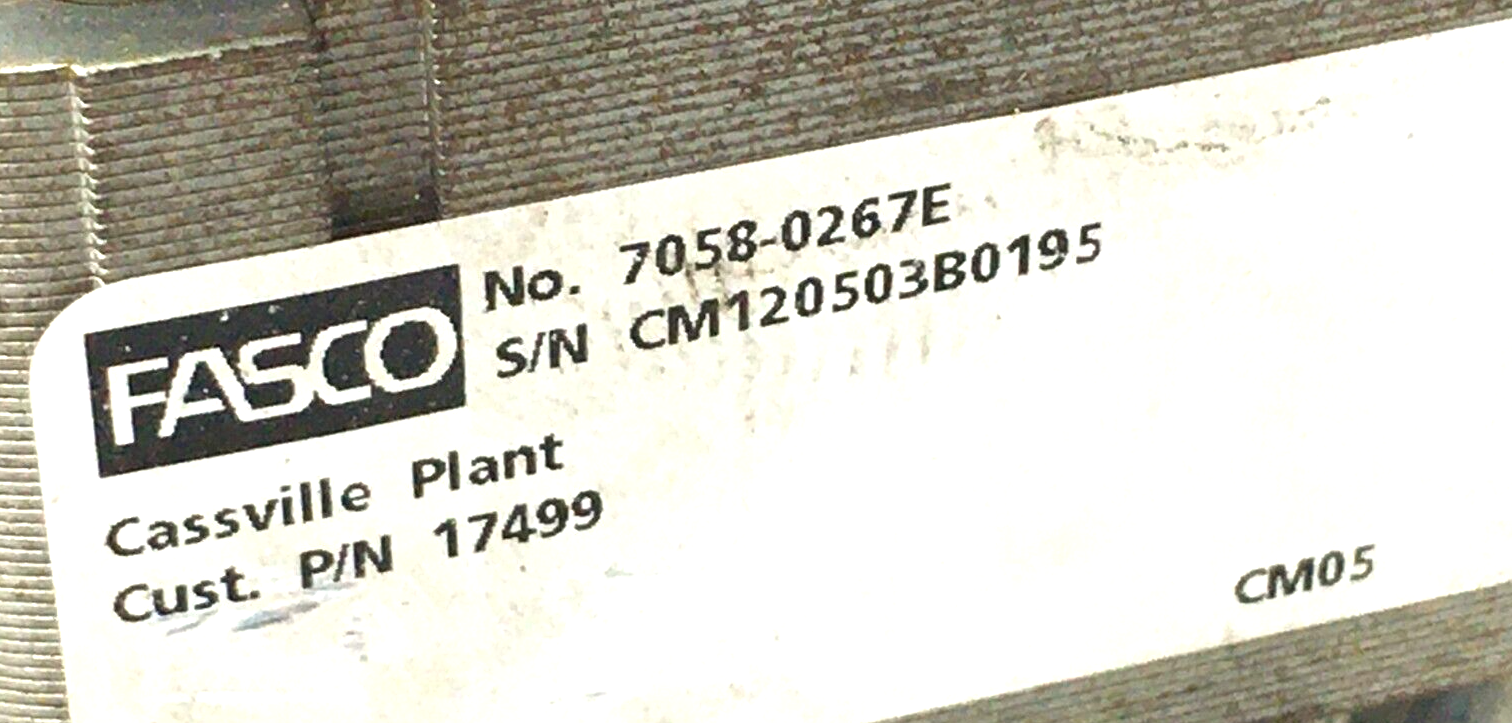 FASCO
No. 7058-0267E
S/N CM120503B0195
Cassville Plant
Cust. P/N 17499
CM05